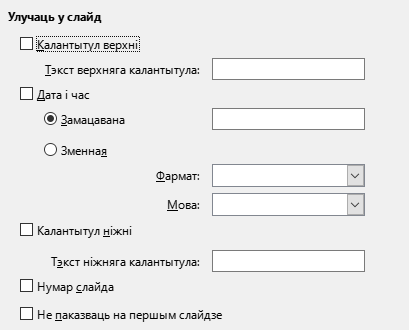 Улучаць у слайд
Калантытул верхні
Тэкст верхняга калантытула:
Дата і час
Замацавана
Зменная
Фармат:
Мова:
Калантытул ніжні
Тэкст ніжняга калантытула:
Нумар слайда
Не паказваць на першым слайдзе